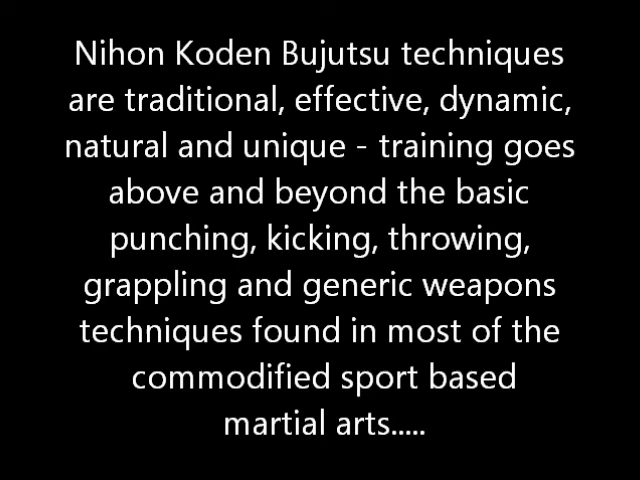 Nihon Koden Bujutsu techniques
are traditional, effective, dynamic,
natural and unique - training goes
above and beyond the basic
punching, kicking, throwing,
grappling and generic weapons
techniques found in most of the
commodified sport based
martial arts.....